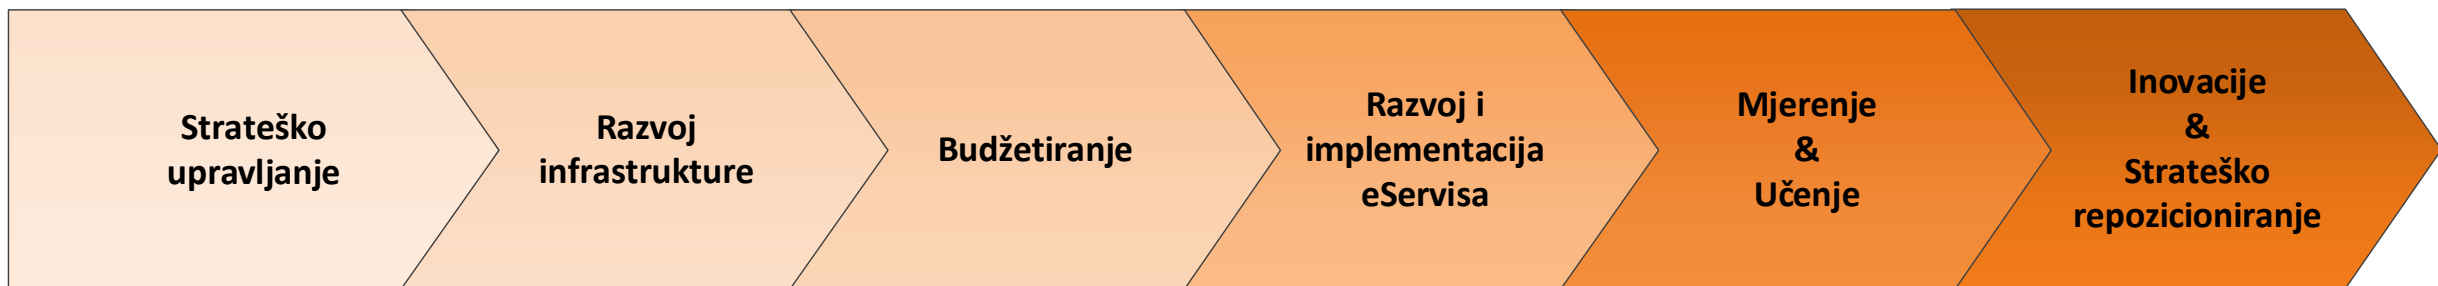 Strateško
upravljanje
Razvoj
infrastrukture
Budžetiranje
Razvoj i
implementacija
eServisa
Mjerenje
&
Učenje
Inovacije
&
Strateško
repozicioniranje